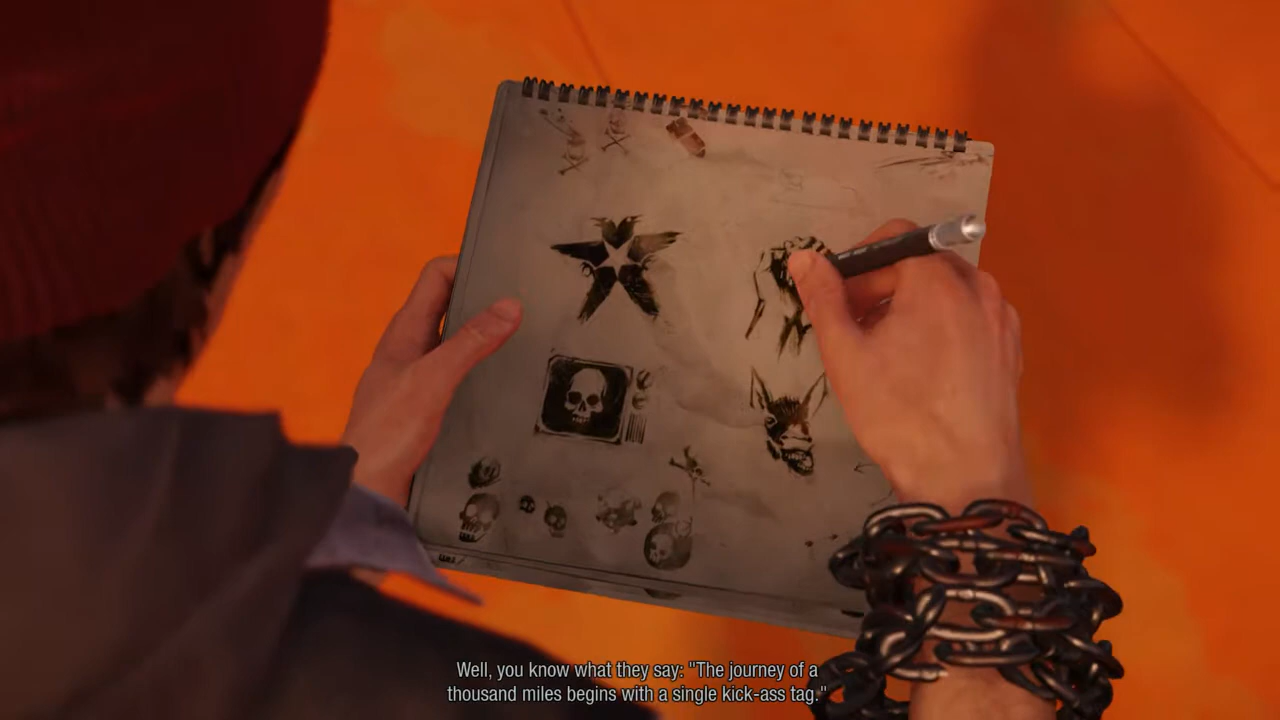 Well, you know what they say: "The journey of a
thousand miles begins with a single kick-ass tag."